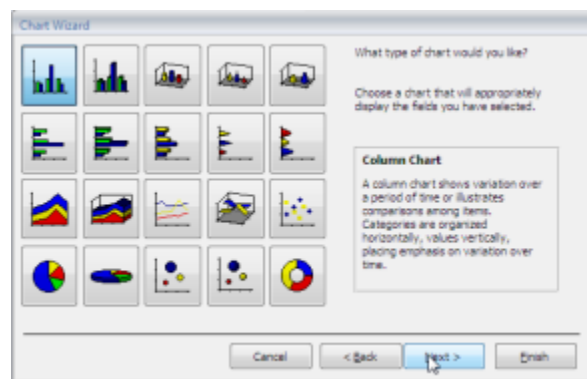 Chart Wizard
What type of chart would you like?
Choose a chart that will appropriately
display the fields you have selected.
Column Chart
A column chart shows variation over
a period of time or illustrates
comparisons among items.
Categories are organized
horizontally, values vertically,
placing emphasis on variation over
time.
Cancel
< Back
Next >
Finish